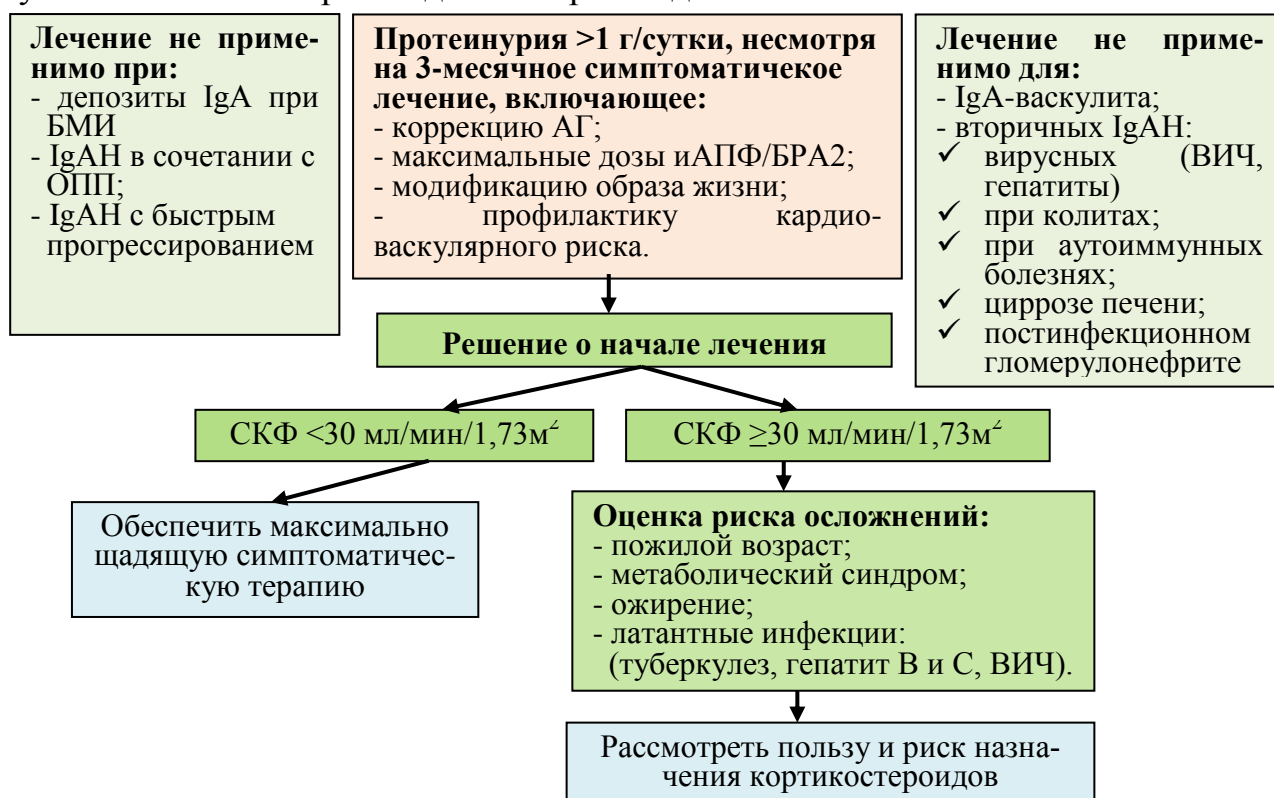 Лечение не приме-
нимо при:
- депозиты IgA при
БМИ
- IgАН в сочетании с
ОПП;
- IgАН с быстрым
прогрессированием
Протеинурия >1 г/сутки, несмотря
на 3-месячное симптоматичекое
лечение, включающее:
- коррекцию АГ;
- максимальные дозы иАПФ/БРА2;
- модификацию образа жизни;
- профилактику кардио-
васкулярного риска.
Лечение не приме-
нимо для:
- IgA-васкулита;
- вторичных IgАН:
✓ вирусных (ВИЧ,
гепатиты)
✓ при колитах;
✓ при аутоиммунных
болезнях;
✓ циррозе печени;
✓ постинфекционном
гломерулонефрите
Решение о начале лечения
СКФ <30 мл/мин/1,73м²
СКФ ≥30 мл/мин/1,73м²
Обеспечить максимально
щадящую симптоматичес-
кую терапию
Оценка риска осложнений:
- пожилой возраст;
- метаболический синдром;
- ожирение;
- латантные инфекции:
(туберкулез, гепатит В и С, ВИЧ).
Рассмотреть пользу и риск назна-
чения кортикостероидов